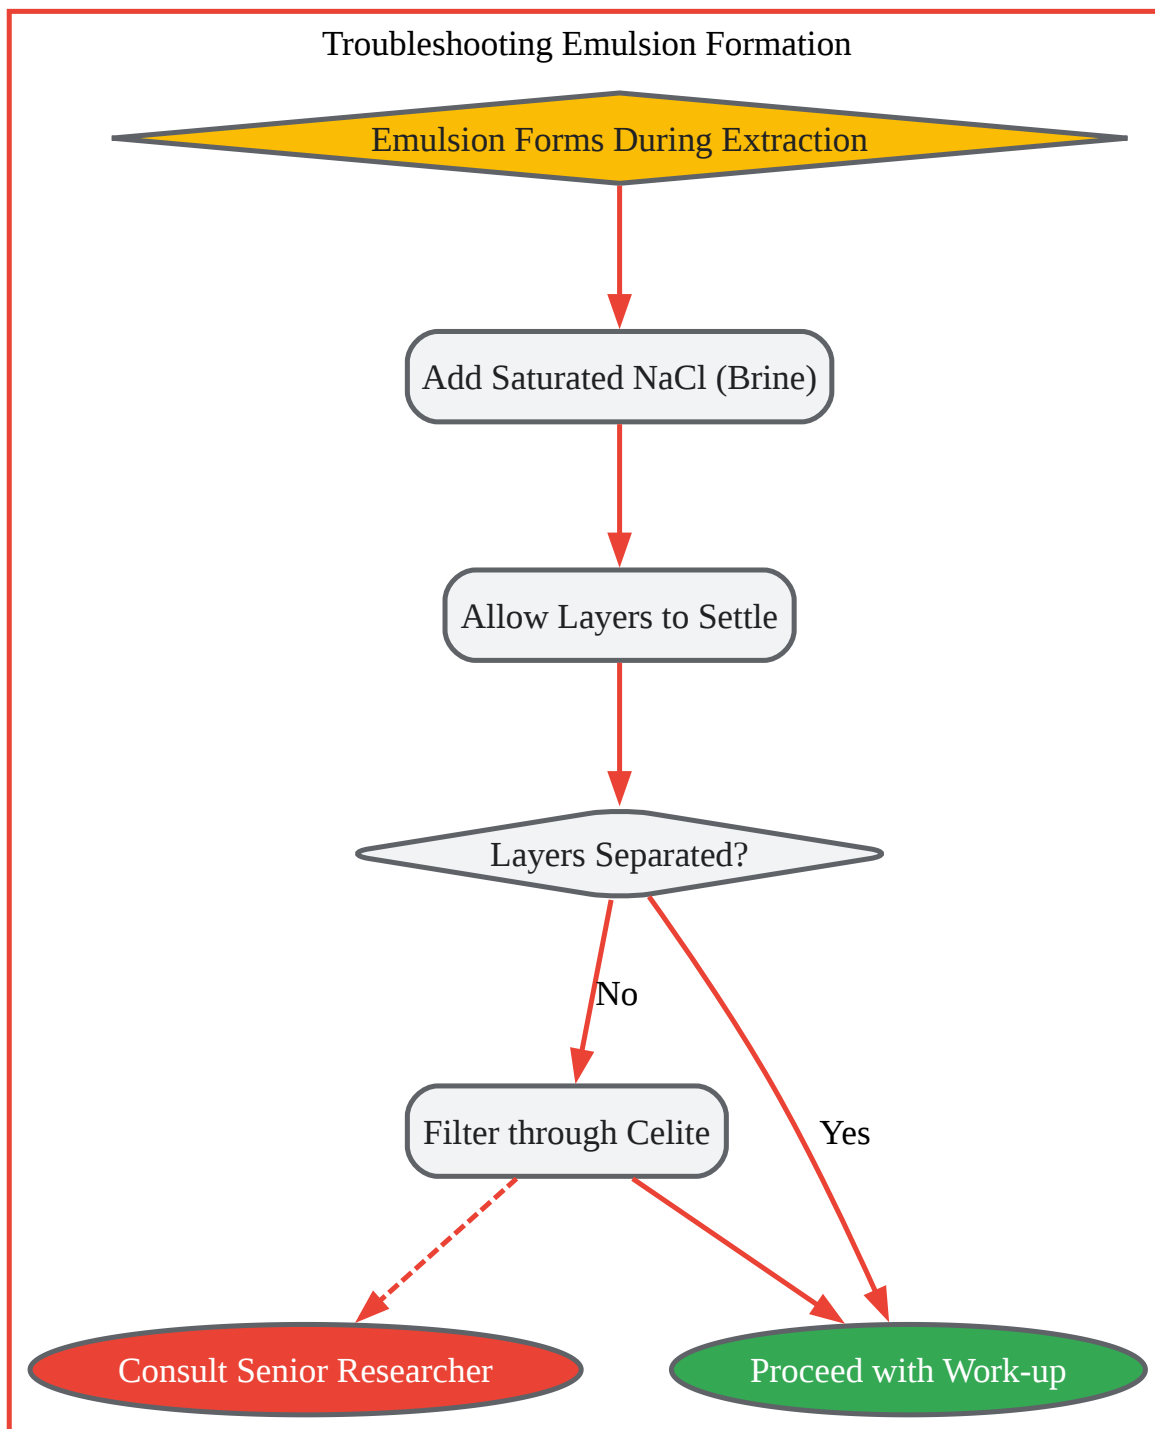 Troubleshooting Emulsion Formation
Emulsion Forms During Extraction
Add Saturated NaCl (Brine)
Allow Layers to Settle
Layers Separated?
No
Filter through Celite
Yes
Consult Senior Researcher
Proceed with Work-up